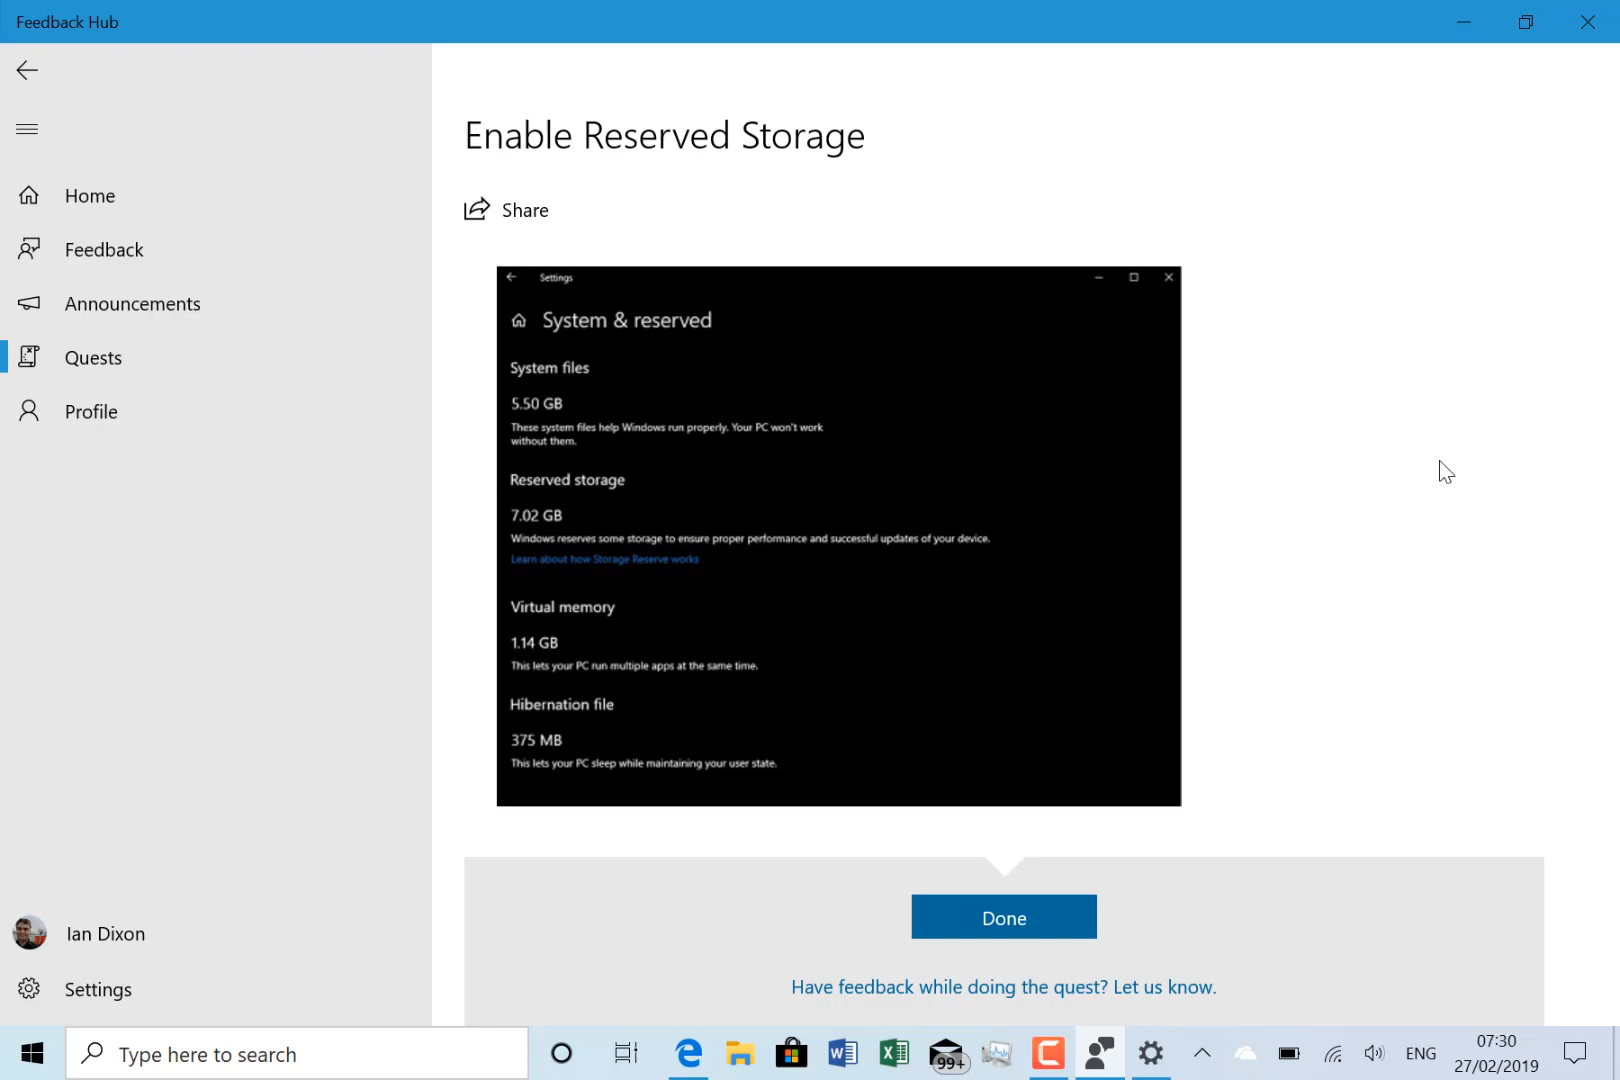 Feedback Hub
Home
Feedback
Announcements
Quests
Profile
Ian Dixon
Settings
Enable Reserved Storage
Share
Settings
System & reserved
System files
5.50 GB
These system files help Windows run properly. Your PC won't work
without them.
Reserved storage
7.02 GB
Windows reserves some storage to ensure proper performance and successful updates of your device.
Learn about how Storage Reserve works
Virtual memory
1.14 GB
This lets your PC run multiple apps at the same time.
Hibernation file
375 MB
This lets your PC sleep while maintaining your user state.
Done
Have feedback while doing the quest? Let us know.
Type here to search
99+
ENG
07:30
27/02/2019